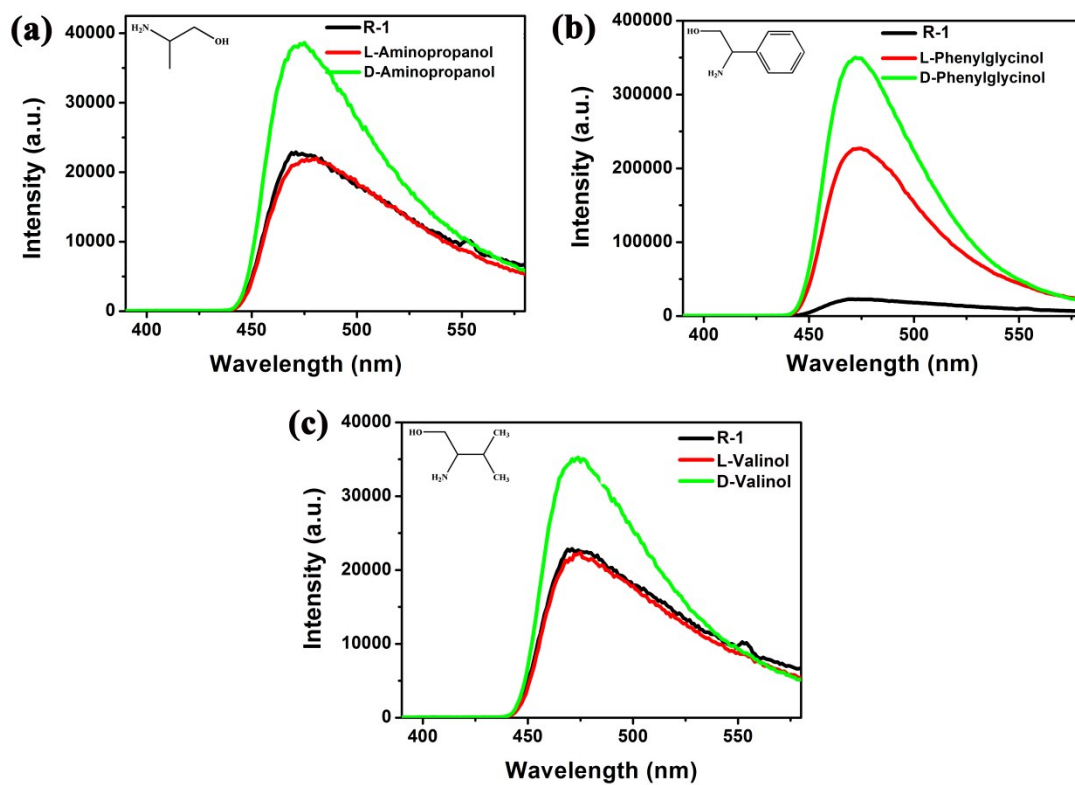 (a)
H₂N
OH
R-1
L-Aminopropanol
D-Aminopropanol
40000
30000
20000
10000
0
Intensity (a.u.)
400
450
500
550
Wavelength (nm)
(b)
HO
NH₂
R-1
L-Phenylglycinol
D-Phenylglycinol
400000
300000
200000
100000
0
Intensity (a.u.)
400
450
500
550
Wavelength (nm)
(c)
HO
CH₃
H₂N
CH₃
R-1
L-Valinol
D-Valinol
40000
30000
20000
10000
0
Intensity (a.u.)
400
450
500
550
Wavelength (nm)